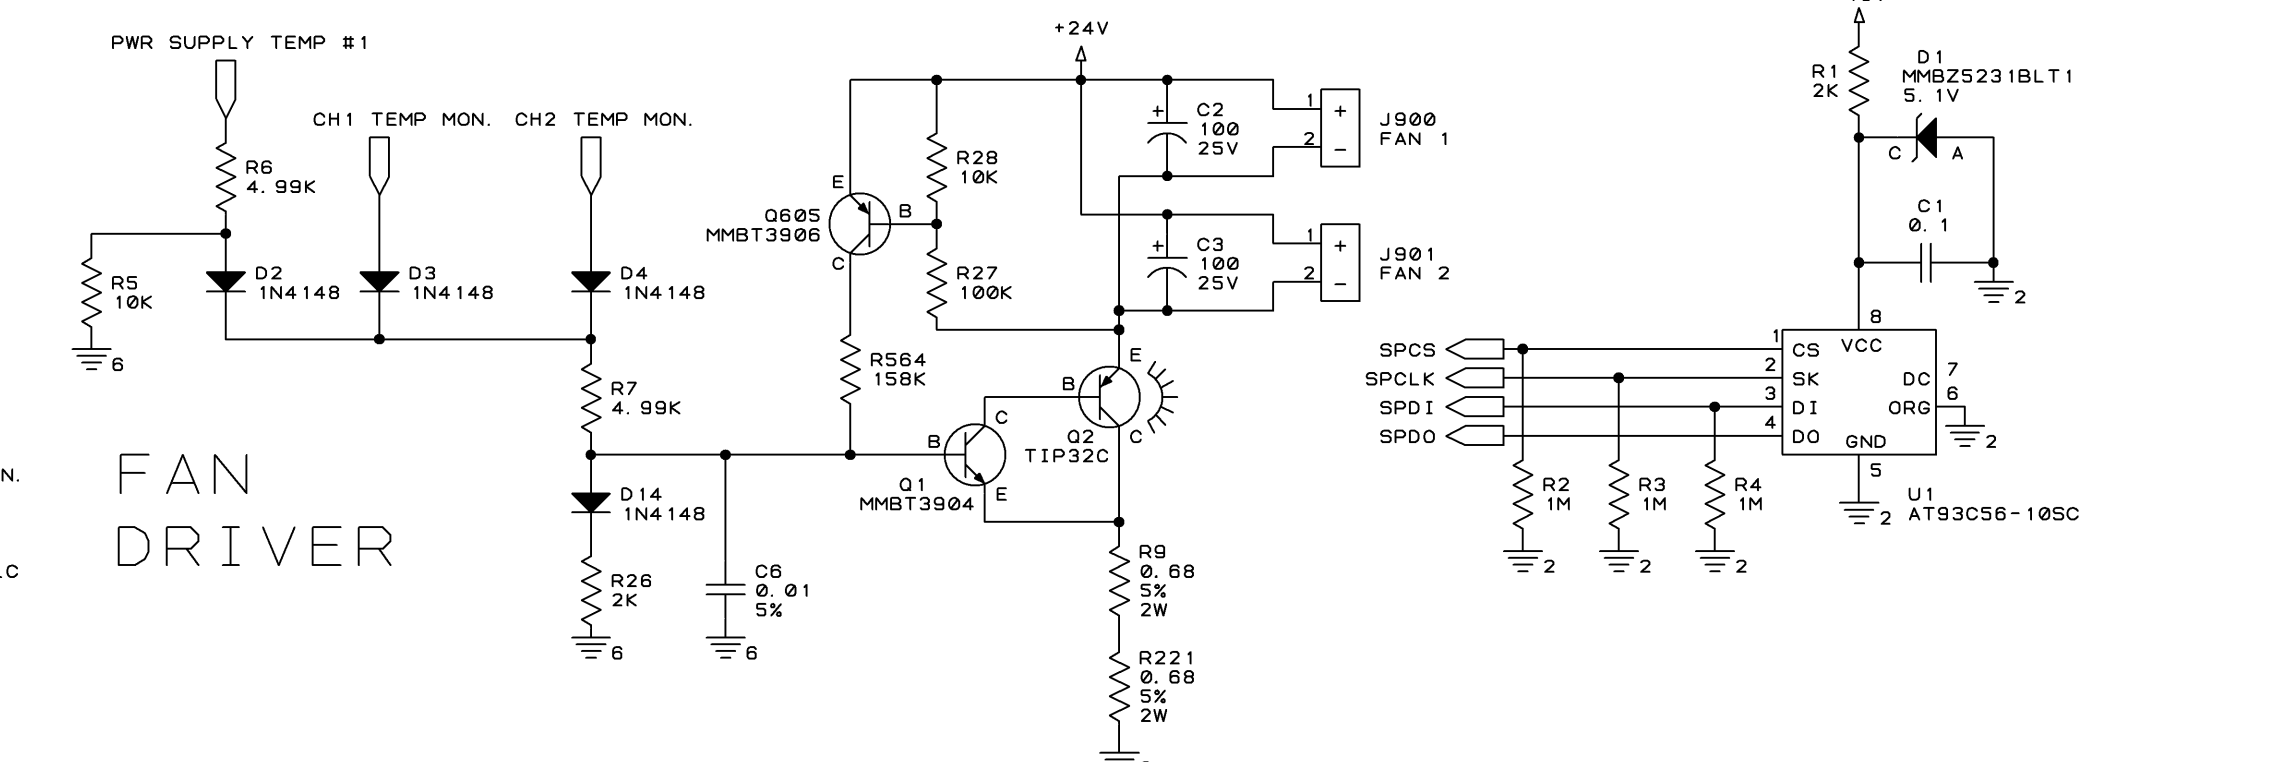 PWR SUPPLY TEMP #1
CH1 TEMP MON.
CH2 TEMP MON.
R6
4.99K
R5
10K
6
D2
1N4148
D3
1N4148
D4
1N4148
R7
4.99K
D14
1N4148
R26
2K
6
C6
0.01
5%
6
N.
FAN
DRIVER
+24V
E
Q605
MMBT3906
B
C
R28
10K
R27
100K
R564
158K
+
C2
100
25V
1
2
+
-
J900
FAN 1
+
C3
100
25V
1
2
+
-
J901
FAN 2
E
B
Q2
TIP32C
C
C
B
Q1
MMBT3904
E
R9
0.68
5%
2W
R221
0.68
5%
2W
R1
2K
D1
MMBZ5231BLT1
5.1V
C
A
C1
0.1
2
8
SPCS
1
CS
VCC
SPCLK
2
SK
DC
7
SPDI
3
DI
ORG
6
SPDO
4
DO
GND
2
5
R2
1M
R3
1M
R4
1M
2
2
2
2
U1
AT93C56-10SC